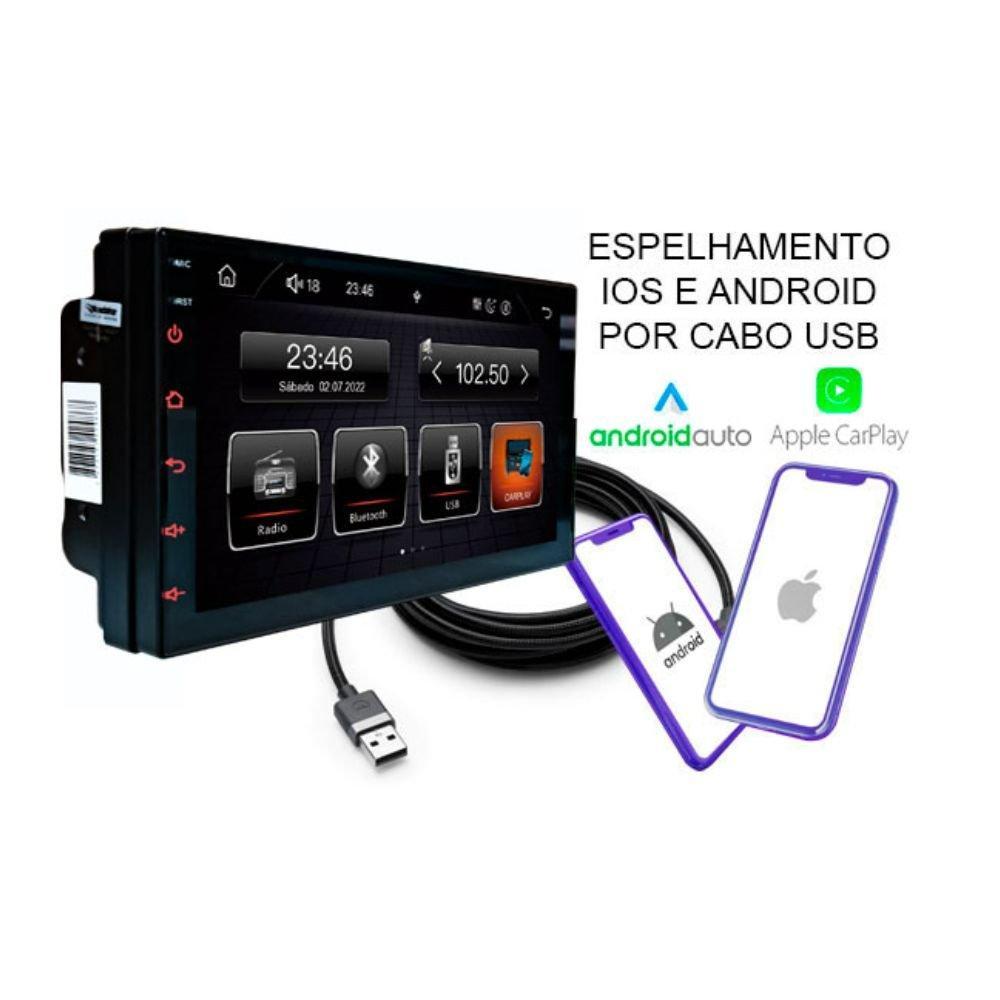 ESPELHAMENTO
IOS E ANDROID
POR CABO USB
androidauto
Apple CarPlay
MIC
RST
18
23:46
23:46
Sábado 02.07.2022
102.50
Radio
Bluetooth
USB
CARPLAY
android